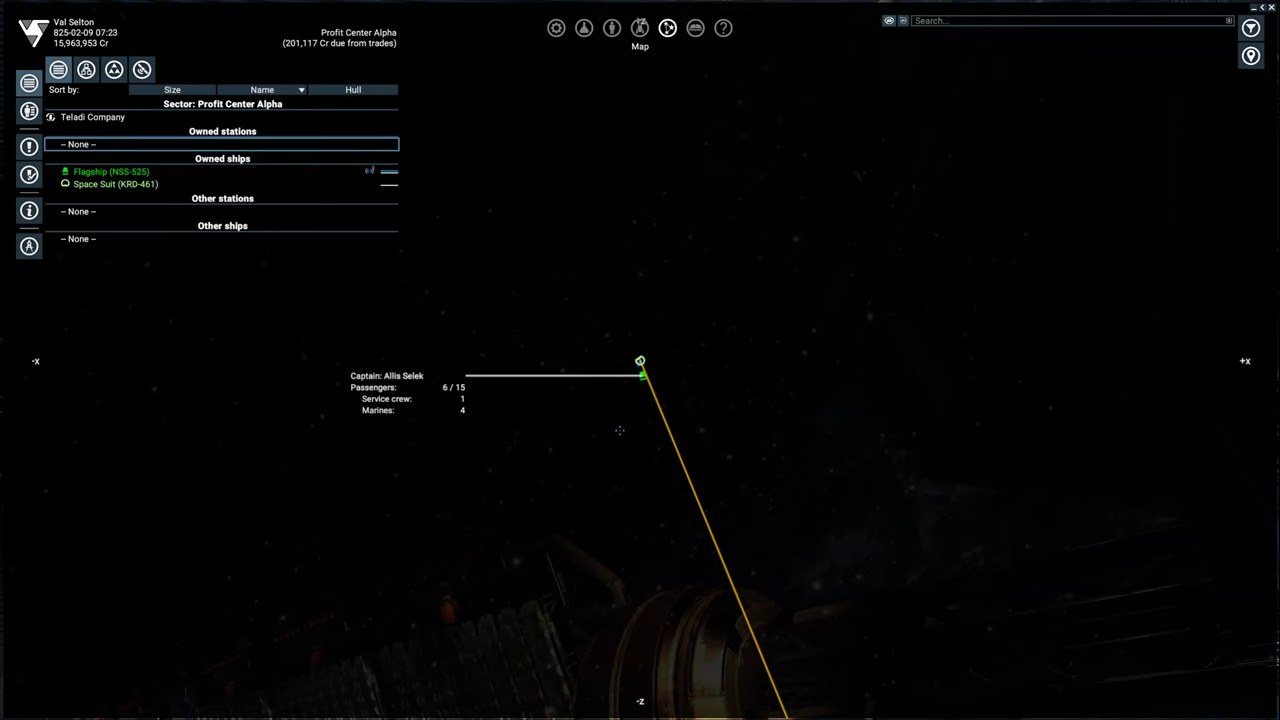 Val Selton
825-02-09 07:23
15,963,953 Cr
Profit Center Alpha
(201,117 Cr due from trades)
Map
Search...
Sort by:
Size
Name
Hull
Sector: Profit Center Alpha
Teladi Company
Owned stations
-- None --
Owned ships
Flagship (NSS-525)
Space Suit (KRD-461)
Other stations
-- None --
Other ships
-- None --
-X
+X
Captain: Allis Selek
Passengers: 6 / 15
Service crew: 1
Marines: 4
-Z